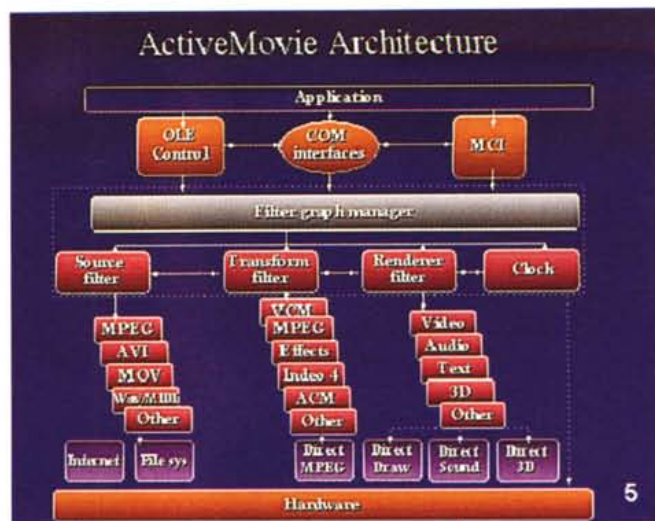 ActiveMovie Architecture
Application
OLE
Control
COM
interfaces
MCI
Filter graph manager
Source
filter
Transform
filter
Renderer
filter
Clock
MPEG
AVI
MOV
Wav/MIDI
Other
VCM
MPEG
Effects
Indeo 4
ACM
Other
Video
Audio
Text
3D
Other
Internet
File sys
Direct
MPEG
Direct
Draw
Direct
Sound
Direct
3D
Hardware
5